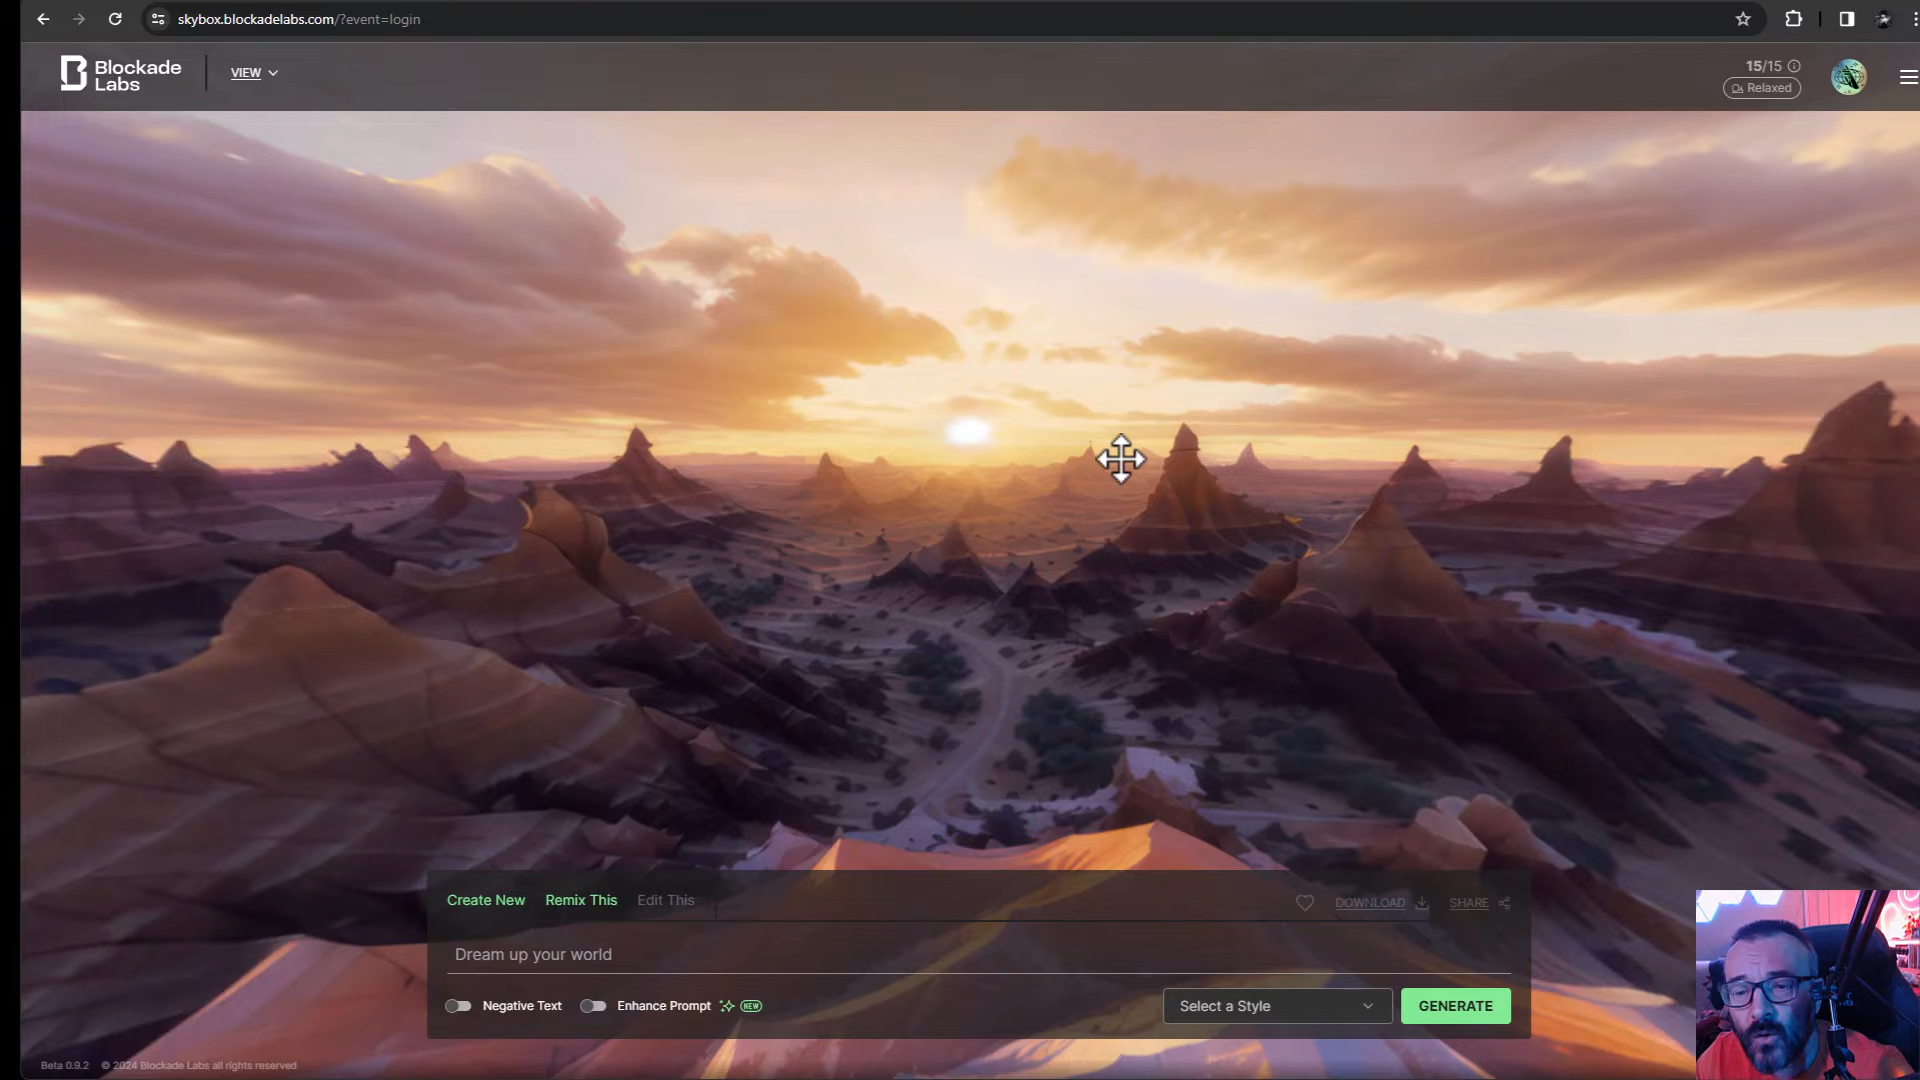 skybox.blockadelabs.com/?event=login
Blockade
Labs
VIEW
15/15
Relaxed
Create New Remix This Edit This
DOWNLOAD SHARE
Dream up your world
Negative Text Enhance Prompt NEW
Select a Style GENERATE
Beta 0.9.2 © 2024 Blockade Labs all rights reserved